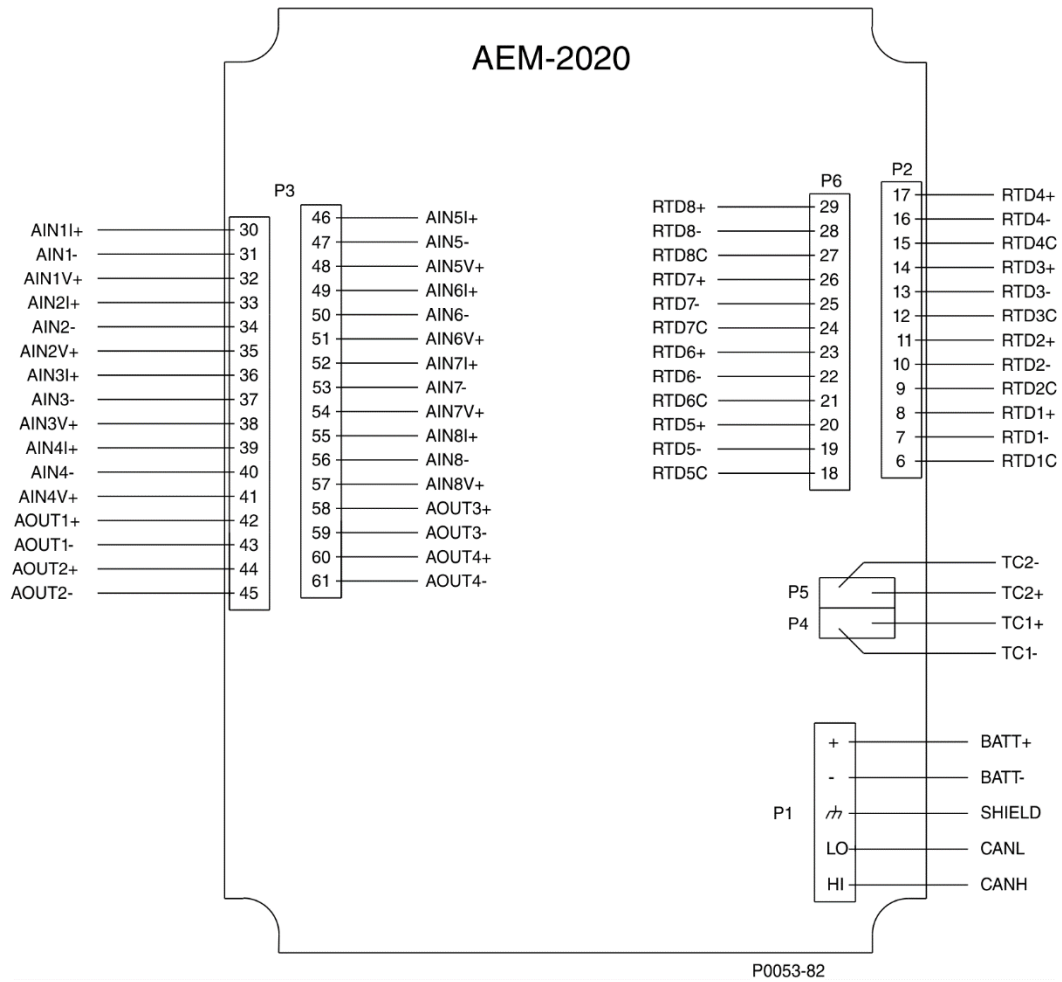 AEM-2020
P3
AIN1I+ 30
AIN1- 31
AIN1V+ 32
AIN2I+ 33
AIN2- 34
AIN2V+ 35
AIN3I+ 36
AIN3- 37
AIN3V+ 38
AIN4I+ 39
AIN4- 40
AIN4V+ 41
AOUT1+ 42
AOUT1- 43
AOUT2+ 44
AOUT2- 45
46 AIN5I+
47 AIN5-
48 AIN5V+
49 AIN6I+
50 AIN6-
51 AIN6V+
52 AIN7I+
53 AIN7-
54 AIN7V+
55 AIN8I+
56 AIN8-
57 AIN8V+
58 AOUT3+
59 AOUT3-
60 AOUT4+
61 AOUT4-
P6
RTD8+ 29
RTD8- 28
RTD8C 27
RTD7+ 26
RTD7- 25
RTD7C 24
RTD6+ 23
RTD6- 22
RTD6C 21
RTD5+ 20
RTD5- 19
RTD5C 18
P2
17 RTD4+
16 RTD4-
15 RTD4C
14 RTD3+
13 RTD3-
12 RTD3C
11 RTD2+
10 RTD2-
9 RTD2C
8 RTD1+
7 RTD1-
6 RTD1C
TC2-
P5 TC2+
P4 TC1+
TC1-
+ BATT+
- BATT-
P1 SHIELD
LO CANL
HI CANH
P0053-82